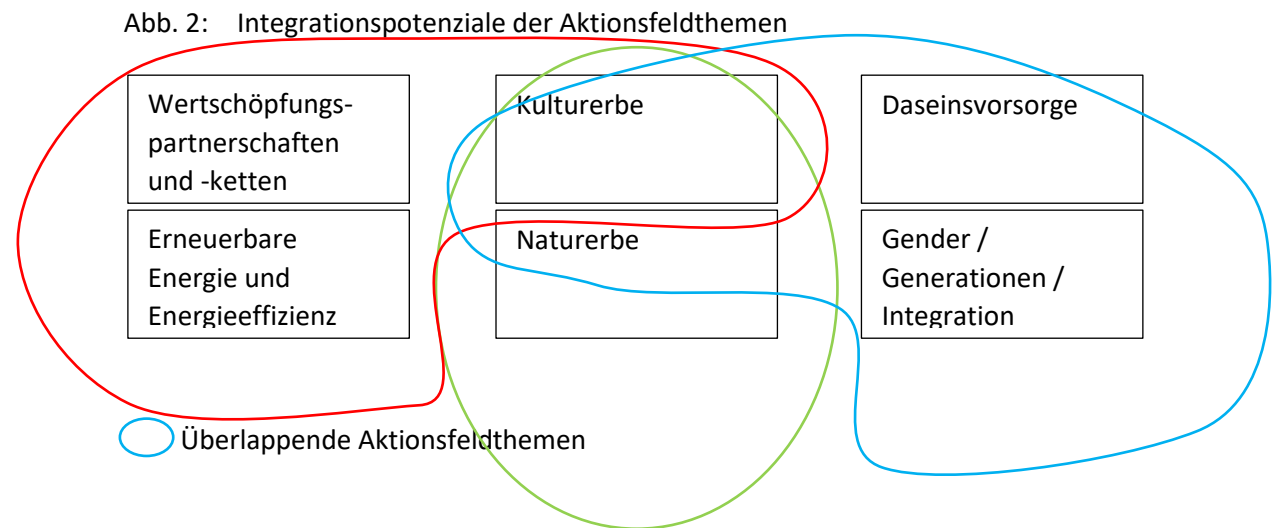 Abb. 2: Integrationspotenziale der Aktionsfeldthemen
Wertschöpfungs-
partnerschaften
und -ketten
Kulturerbe
Daseinsvorsorge
Erneuerbare
Energie und
Energieeffizienz
Naturerbe
Gender /
Generationen /
Integration
Überlappende Aktionsfeldthemen